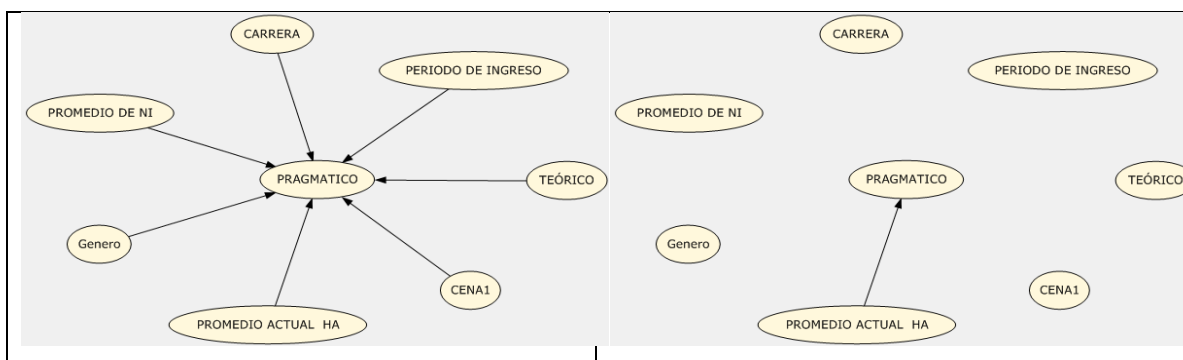 CARRERA
PERIODO DE INGRESO
PROMEDIO DE NI
PRAGMATICO
TEÓRICO
Genero
CENA1
PROMEDIO ACTUAL HA
CARRERA
PERIODO DE INGRESO
PROMEDIO DE NI
PRAGMATICO
TEÓRICO
Genero
CENA1
PROMEDIO ACTUAL HA